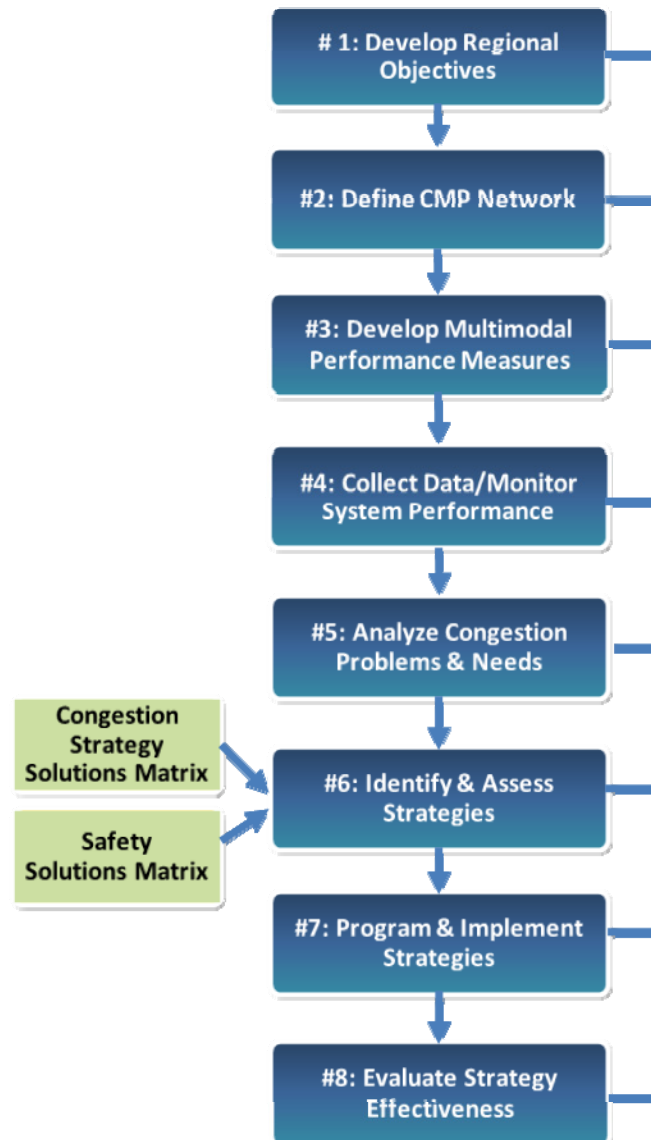 # 1: Develop Regional
Objectives
#2: Define CMP Network
#3: Develop Multimodal
Performance Measures
#4: Collect Data/Monitor
System Performance
#5: Analyze Congestion
Problems & Needs
Congestion
Strategy
Solutions Matrix
Safety
Solutions Matrix
#6: Identify & Assess
Strategies
#7: Program & Implement
Strategies
#8: Evaluate Strategy
Effectiveness